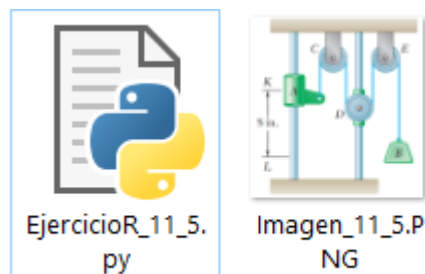 EjercicioR_11_5.
py
Imagen_11_5.P
NG
C
E
K
A
8 in.
D
B
L